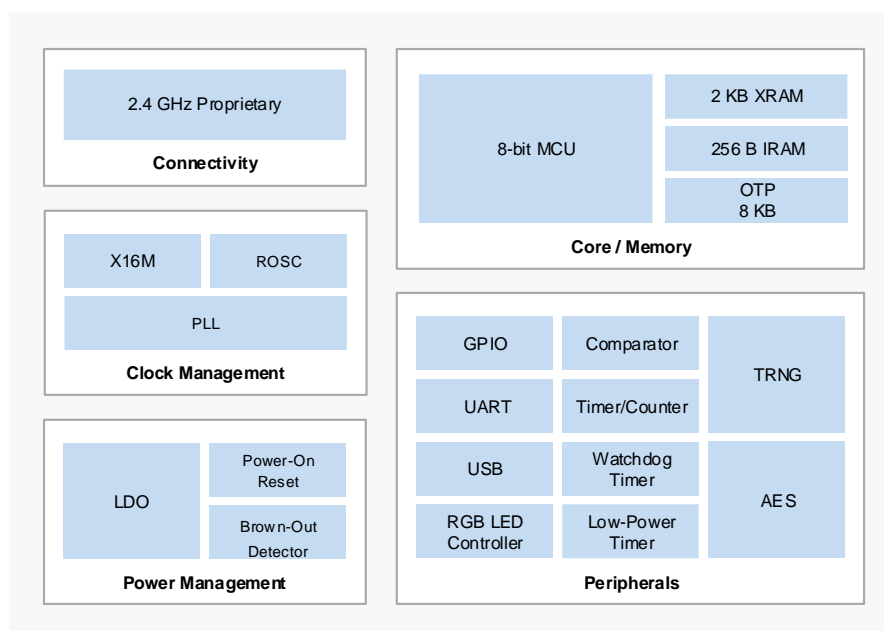 2.4 GHz Proprietary
Connectivity
X16M
ROSC
PLL
Clock Management
LDO
Power-On
Reset
Brown-Out
Detector
Power Management
8-bit MCU
2 KB XRAM
256 B IRAM
OTP
8 KB
Core / Memory
GPIO
Comparator
TRNG
UART
Timer/Counter
USB
Watchdog
Timer
AES
RGB LED
Controller
Low-Power
Timer
Peripherals